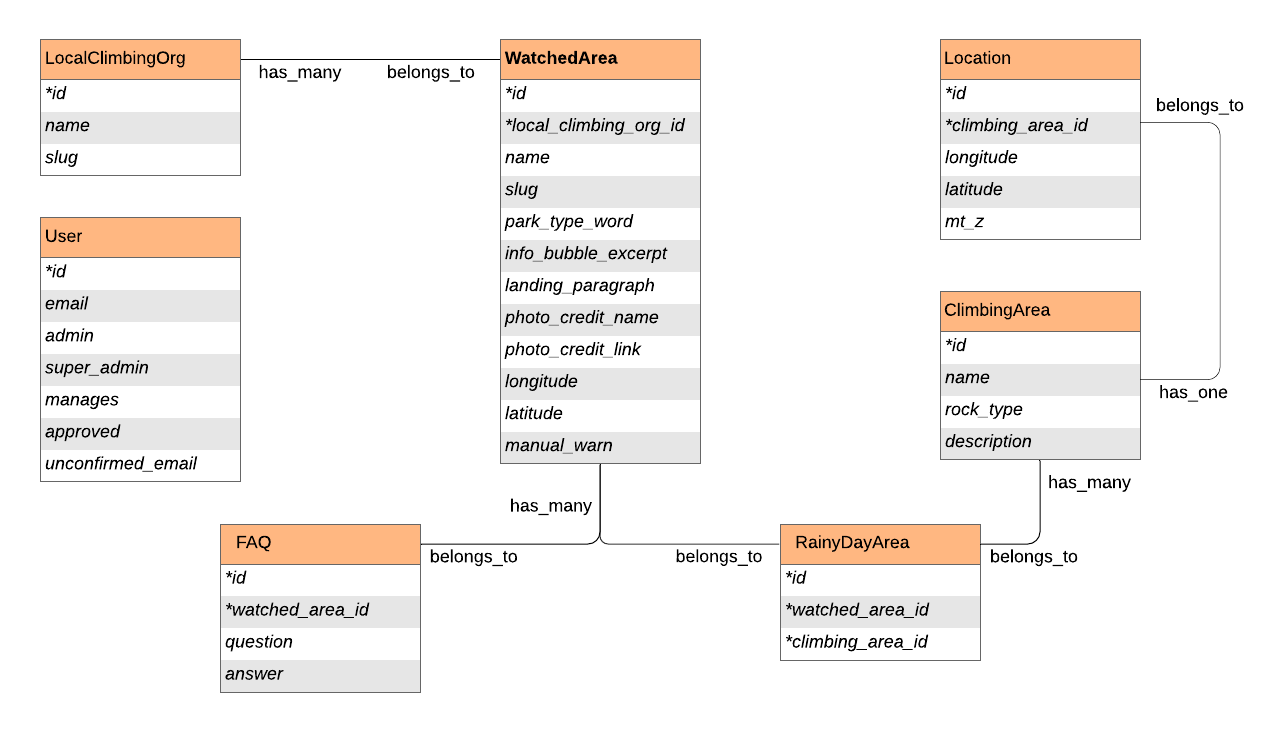 LocalClimbingOrg
*id
name
slug
has_many
belongs_to
WatchedArea
*id
*local_climbing_org_id
name
slug
park_type_word
info_bubble_excerpt
landing_paragraph
photo_credit_name
photo_credit_link
longitude
latitude
manual_warn
Location
*id
*climbing_area_id
longitude
latitude
mt_z
belongs_to
User
*id
email
admin
super_admin
manages
approved
unconfirmed_email
ClimbingArea
*id
name
rock_type
description
has_one
has_many
has_many
FAQ
*id
*watched_area_id
question
answer
belongs_to
belongs_to
RainyDayArea
*id
*watched_area_id
*climbing_area_id
belongs_to